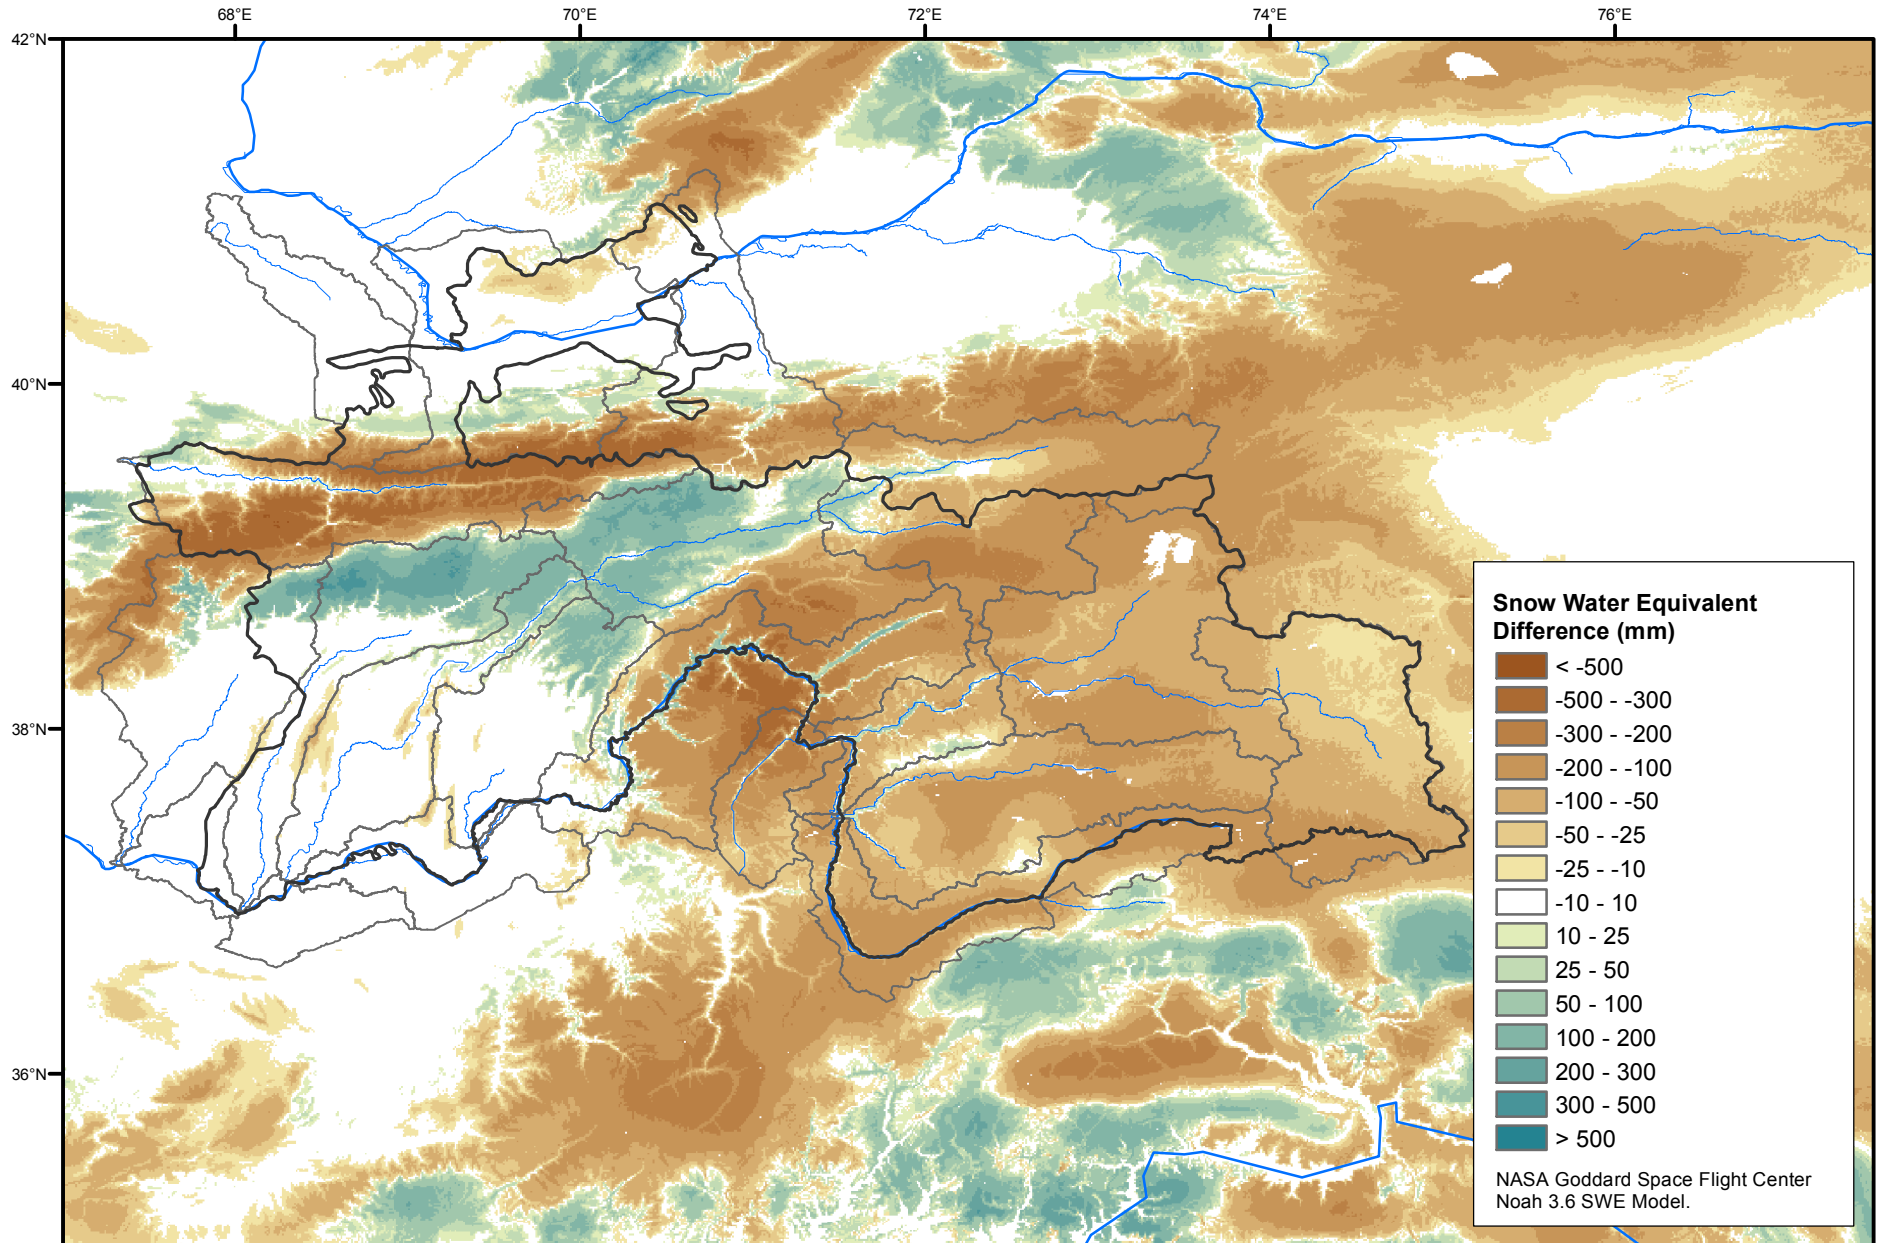 68°E
70°E
72°E
74°E
76°E
42°N
40°N
38°N
36°N
Snow Water Equivalent
Difference (mm)
< -500
-500 - -300
-300 - -200
-200 - -100
-100 - -50
-50 - -25
-25 - -10
-10 - 10
10 - 25
25 - 50
50 - 100
100 - 200
200 - 300
300 - 500
> 500
NASA Goddard Space Flight Center
Noah 3.6 SWE Model.